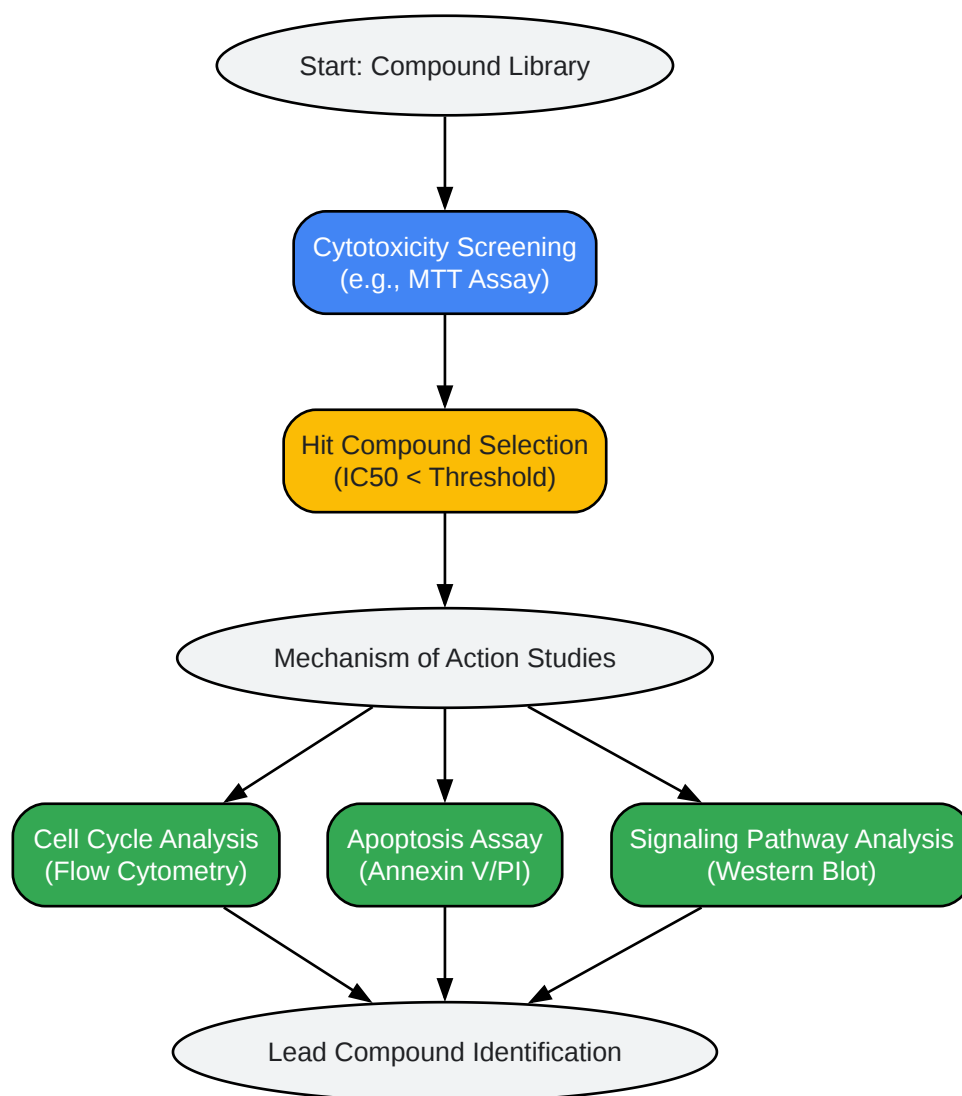 Start: Compound Library
Cytotoxicity Screening
(e.g., MTT Assay)
Hit Compound Selection
(IC50 < Threshold)
Mechanism of Action Studies
Cell Cycle Analysis
(Flow Cytometry)
Apoptosis Assay
(Annexin V/PI)
Signaling Pathway Analysis
(Western Blot)
Lead Compound Identification